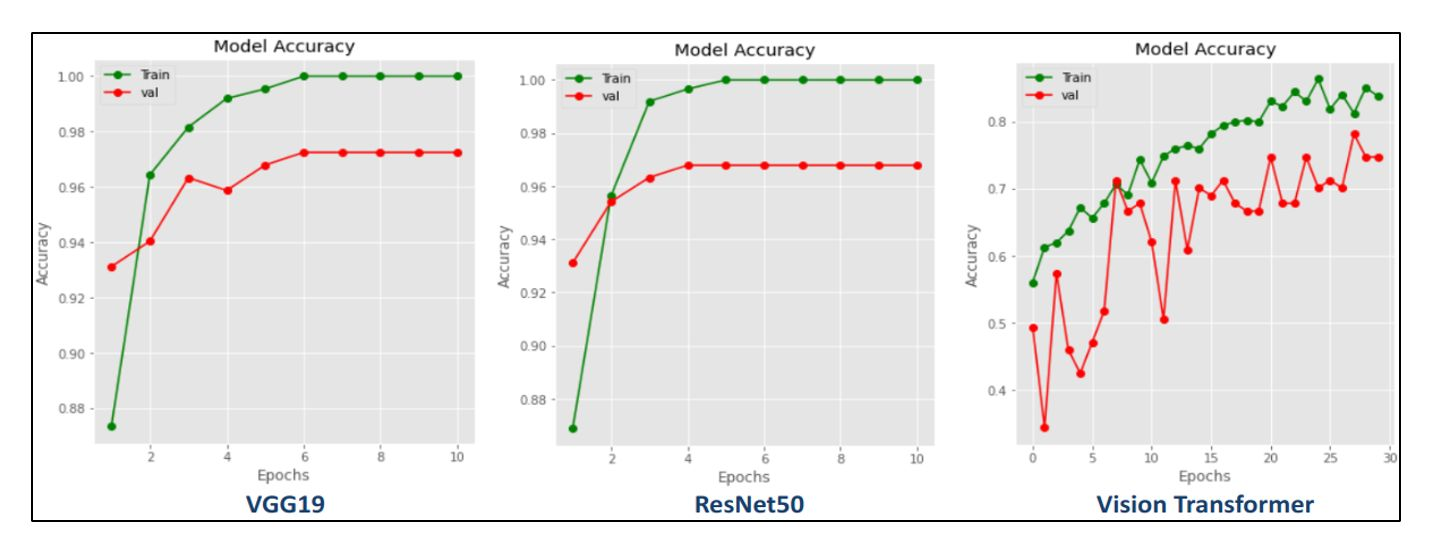 Model Accuracy
Train
val
1.00
0.98
0.96
0.94
0.92
0.90
0.88
Accuracy
2 4 6 8 10
Epochs
VGG19
Model Accuracy
Train
val
1.00
0.98
0.96
0.94
0.92
0.90
0.88
Accuracy
2 4 6 8 10
Epochs
ResNet50
Model Accuracy
Train
val
0.8
0.7
0.6
0.5
0.4
Accuracy
0 5 10 15 20 25 30
Epochs
Vision Transformer